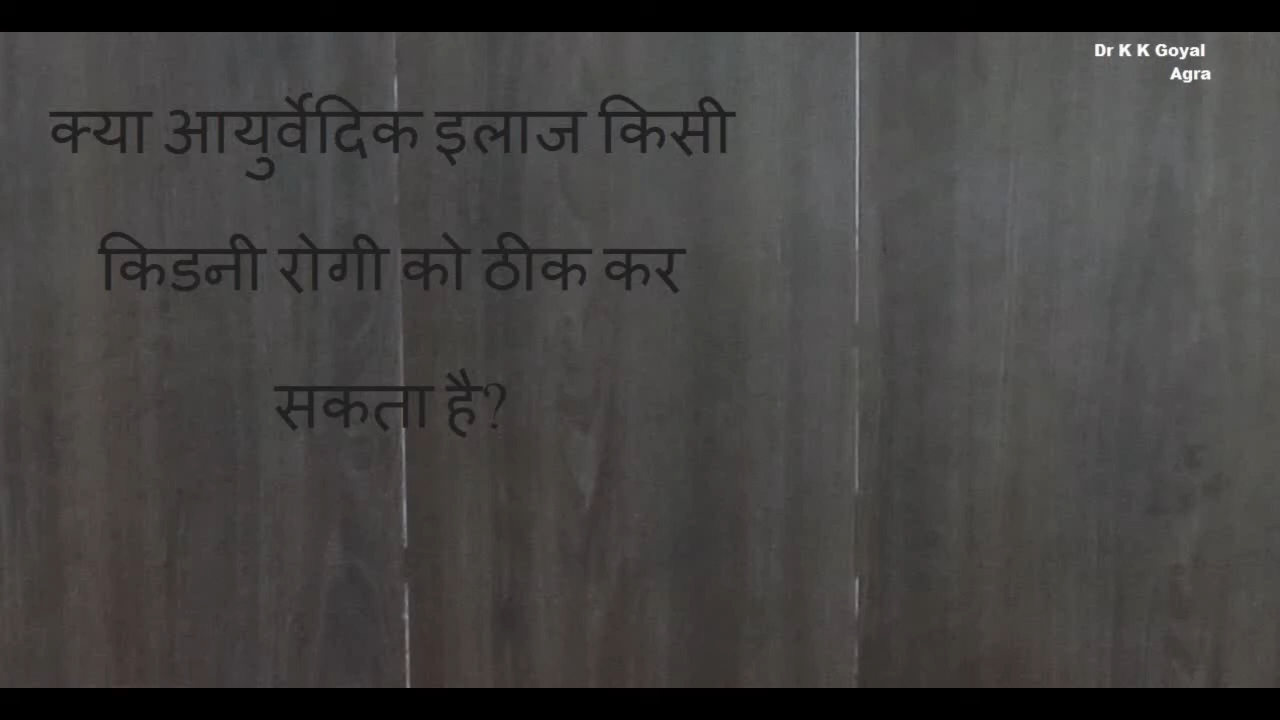 Dr K K Goyal
Agra
क्या आयुर्वेदिक इलाज किसी
किडनी रोगी को ठीक कर
सकता है?